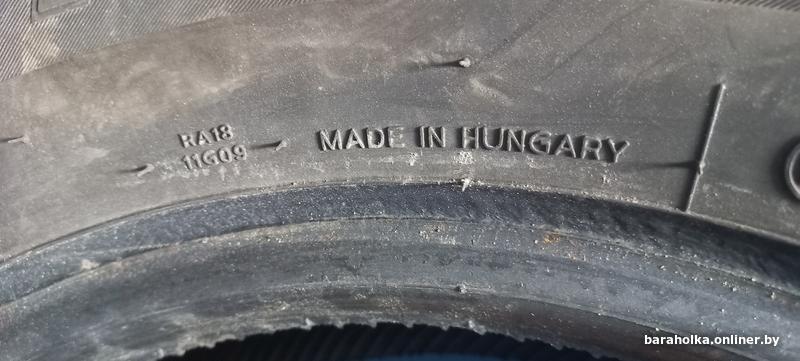 RA18
11G09
MADE IN HUNGARY
baraholka.onliner.by